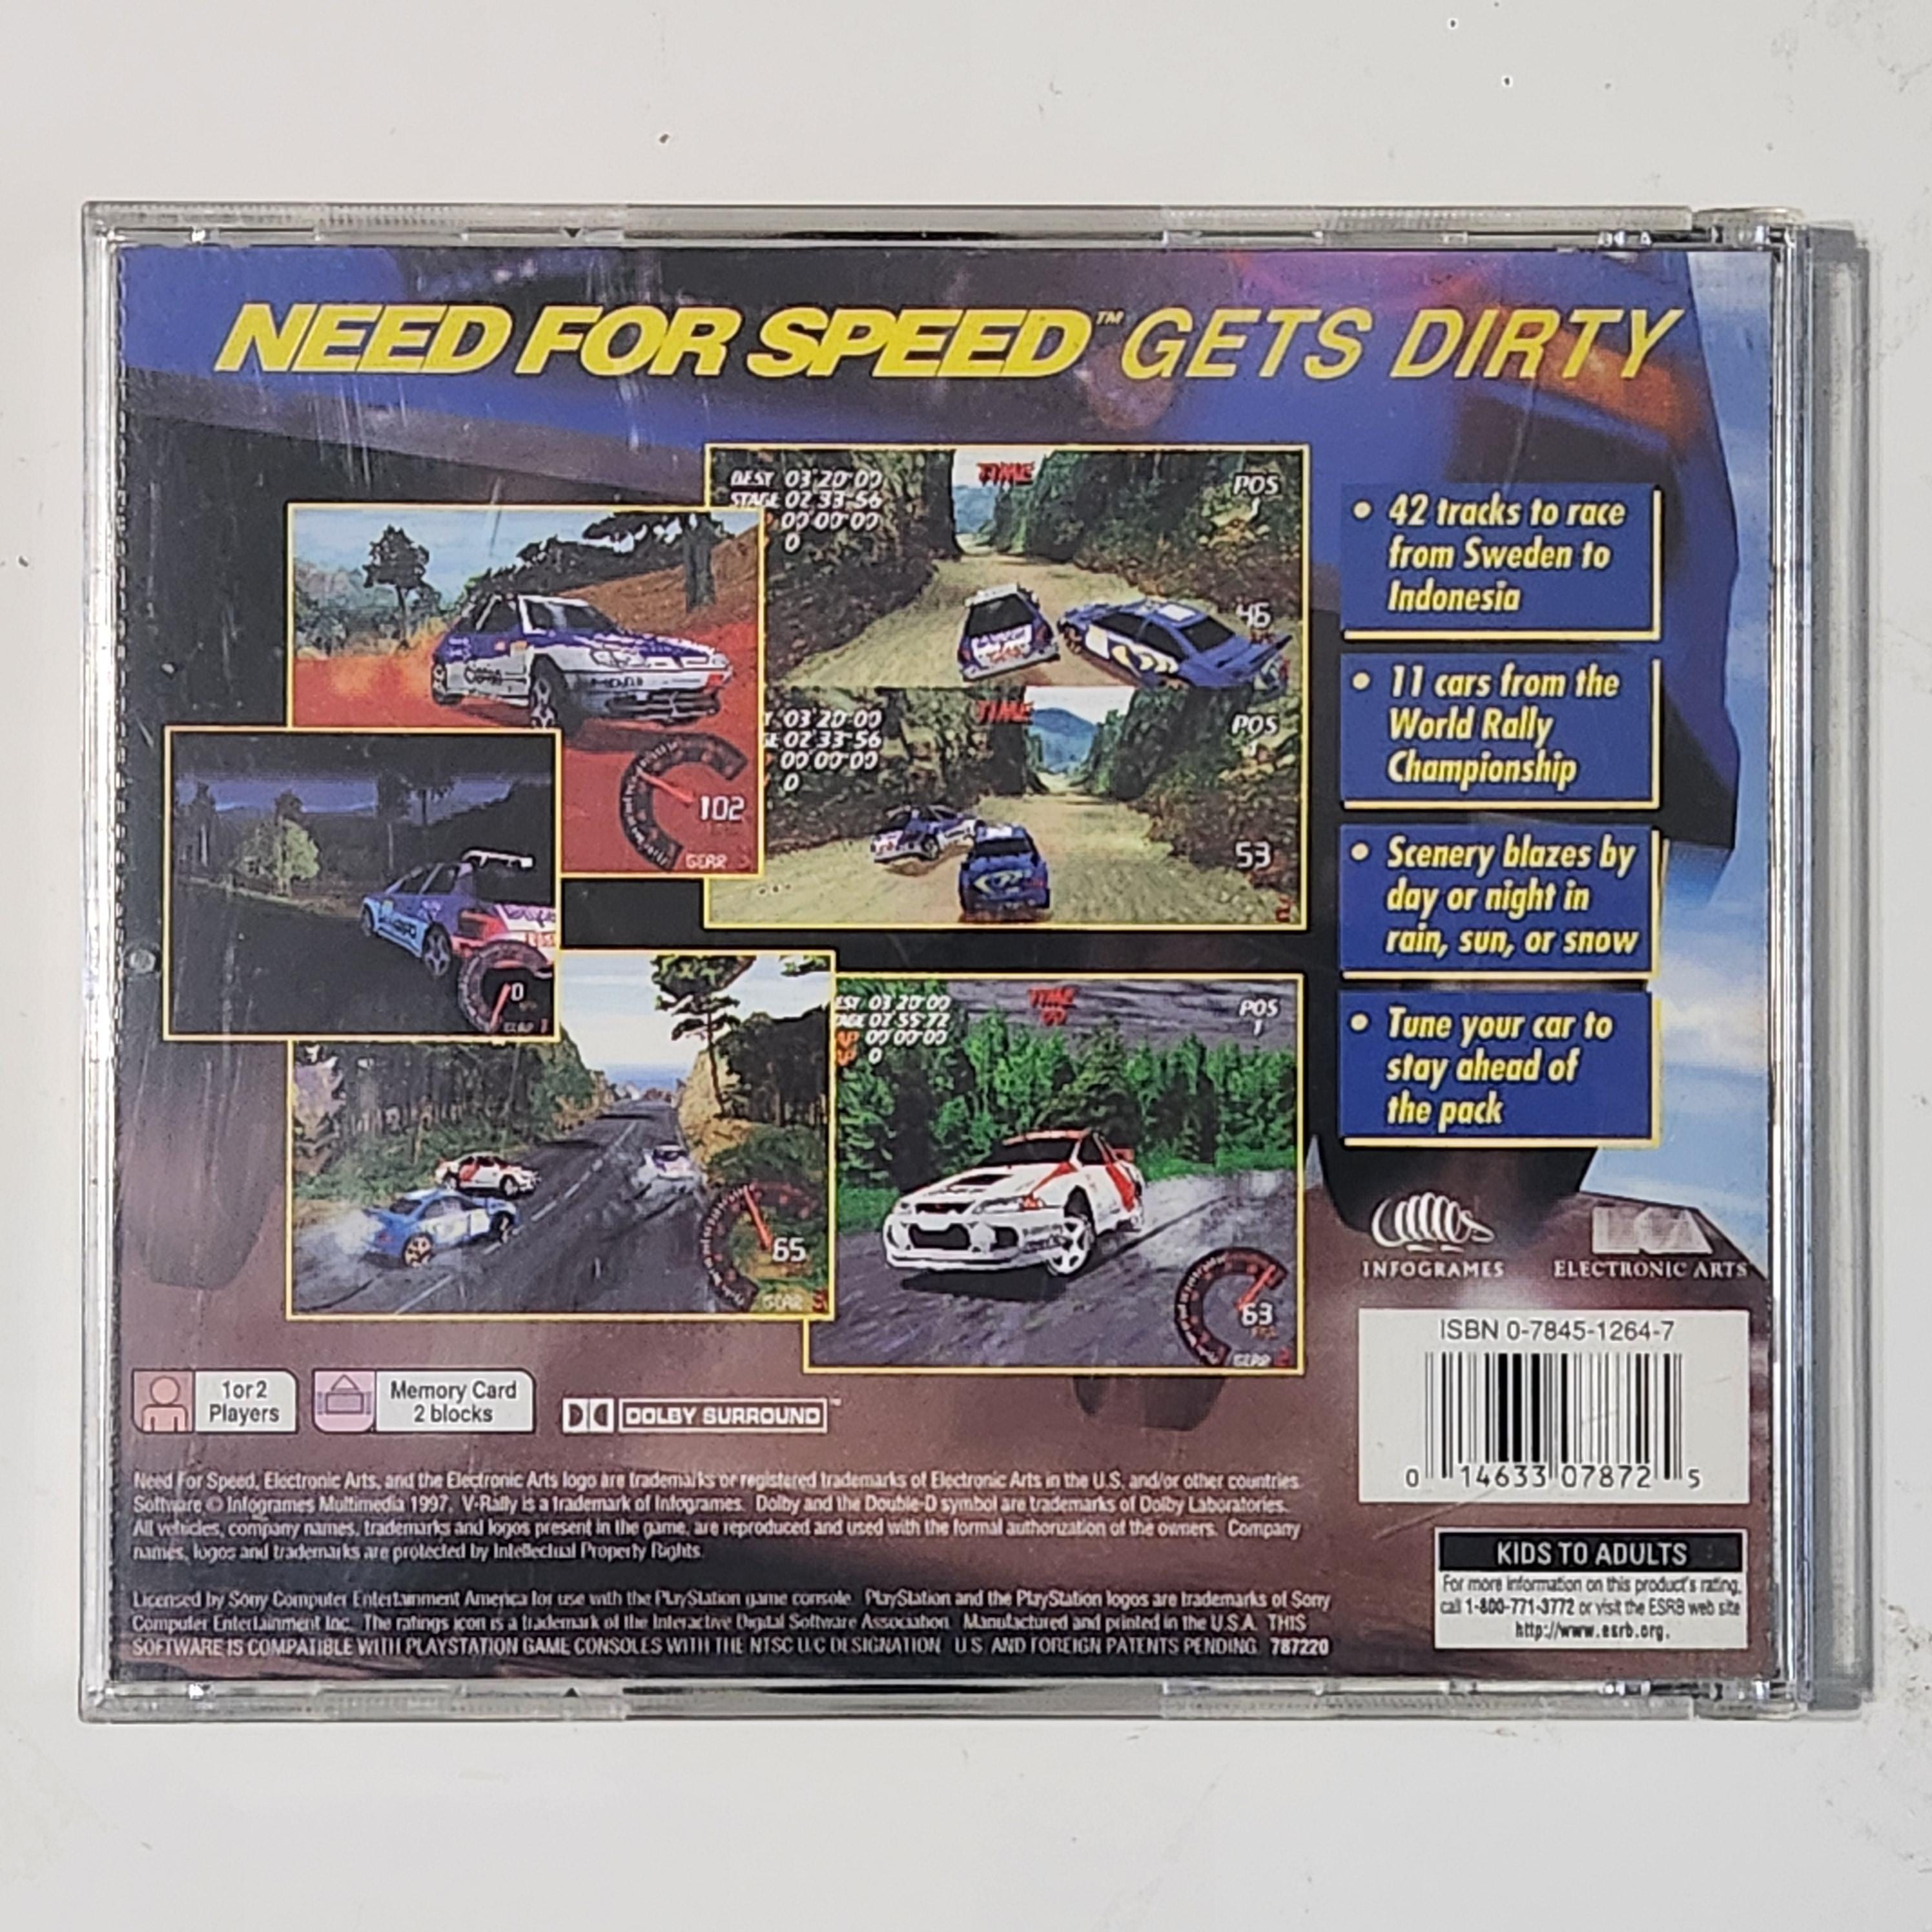 NEED FOR SPEED™ GETS DIRTY
BEST 03'20'00
STAGE 02'33'56
00'00'00
0
TIME
POS
1
46
03'20'00
02'33'56
00'00'00
0
TIME
POS
53
102
GEAR
0
GEAR 1
65
GEAR 3
03'20'00
00'00'00
0
TIME
POS
1
63
GEAR 2
• 42 tracks to race
from Sweden to
Indonesia
• 11 cars from the
World Rally
Championship
• Scenery blazes by
day or night in
rain, sun, or snow
• Tune your car to
stay ahead of
the pack
INFOGRAMES
ELECTRONIC ARTS
ISBN 0-7845-1264-7
0 14633 07872 5
1 or 2
Players
Memory Card
2 blocks
DOLBY SURROUND™
Need For Speed, Electronic Arts, and the Electronic Arts logo are trademarks or registered trademarks of Electronic Arts in the U.S. and/or other countries.
Software © Infogrames Multimedia 1997. V-Rally is a trademark of Infogrames. Dolby and the Double-D symbol are trademarks of Dolby Laboratories.
All vehicles, company names, trademarks and logos present in the game, are reproduced and used with the formal authorization of the owners. Company
names, logos and trademarks are protected by Intellectual Property Rights.
Licensed by Sony Computer Entertainment America for use with the PlayStation game console. PlayStation and the PlayStation logos are trademarks of Sony
Computer Entertainment Inc. The ratings icon is a trademark of the Interactive Digital Software Association. Manufactured and printed in the U.S.A. THIS
SOFTWARE IS COMPATIBLE WITH PLAYSTATION GAME CONSOLES WITH THE NTSC U/C DESIGNATION. U.S. AND FOREIGN PATENTS PENDING. 787220
KIDS TO ADULTS
For more information on this product's rating,
call 1-800-771-3772 or visit the ESRB web site
http://www.esrb.org.